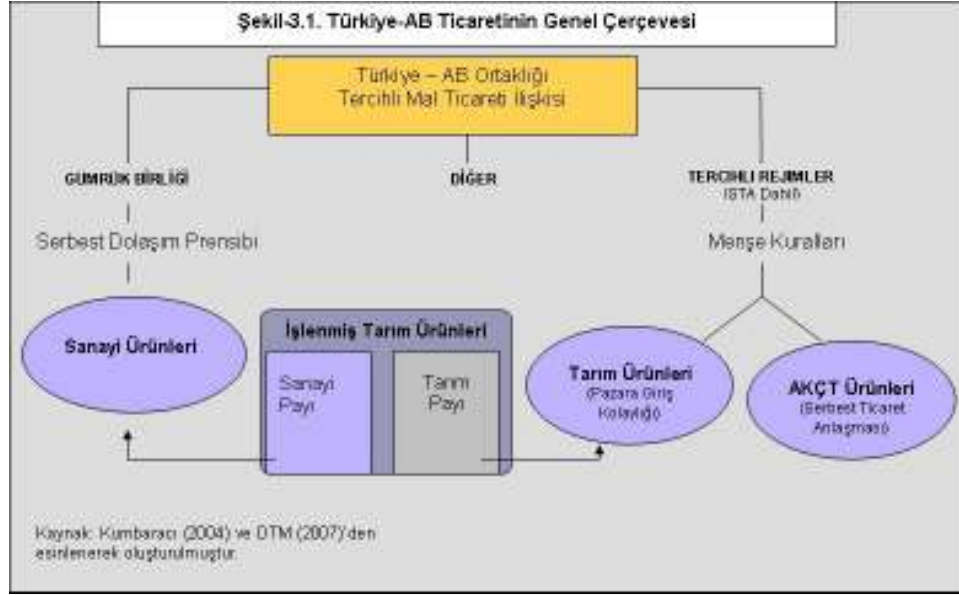 Şekil-3.1. Türkiye-AB Ticaretinin Genel Çerçevesi
Türkiye – AB Ortaklığı
Tercihli Mal Ticareti İlişkisi
GÜMRÜK BİRLİĞİ
DİĞER
TERCİHLİ REJİMLER
(STA Dahil)
Serbest Dolaşım Prensibi
Menşe Kuralları
Sanayi Ürünleri
İşlenmiş Tarım Ürünleri
Sanayi
Payı
Tarım
Payı
Tarım Ürünleri
(Pazara Giriş
Kolaylığı)
AKÇT Ürünleri
(Serbest Ticaret
Anlaşması)
Kaynak: Kumbaracı (2004) ve DTM (2007)'den
esinlenerek oluşturulmuştur.